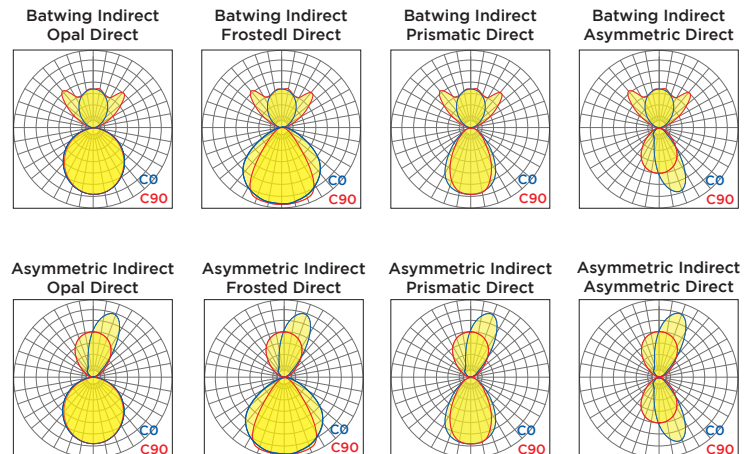 Batwing Indirect
Opal Direct
Batwing Indirect
Frostedl Direct
Batwing Indirect
Prismatic Direct
Batwing Indirect
Asymmetric Direct
C0
C90
C0
C90
C0
C90
C0
C90
Asymmetric Indirect
Opal Direct
Asymmetric Indirect
Frosted Direct
Asymmetric Indirect
Prismatic Direct
Asymmetric Indirect
Asymmetric Direct
C0
C90
C0
C90
C0
C90
C0
C90